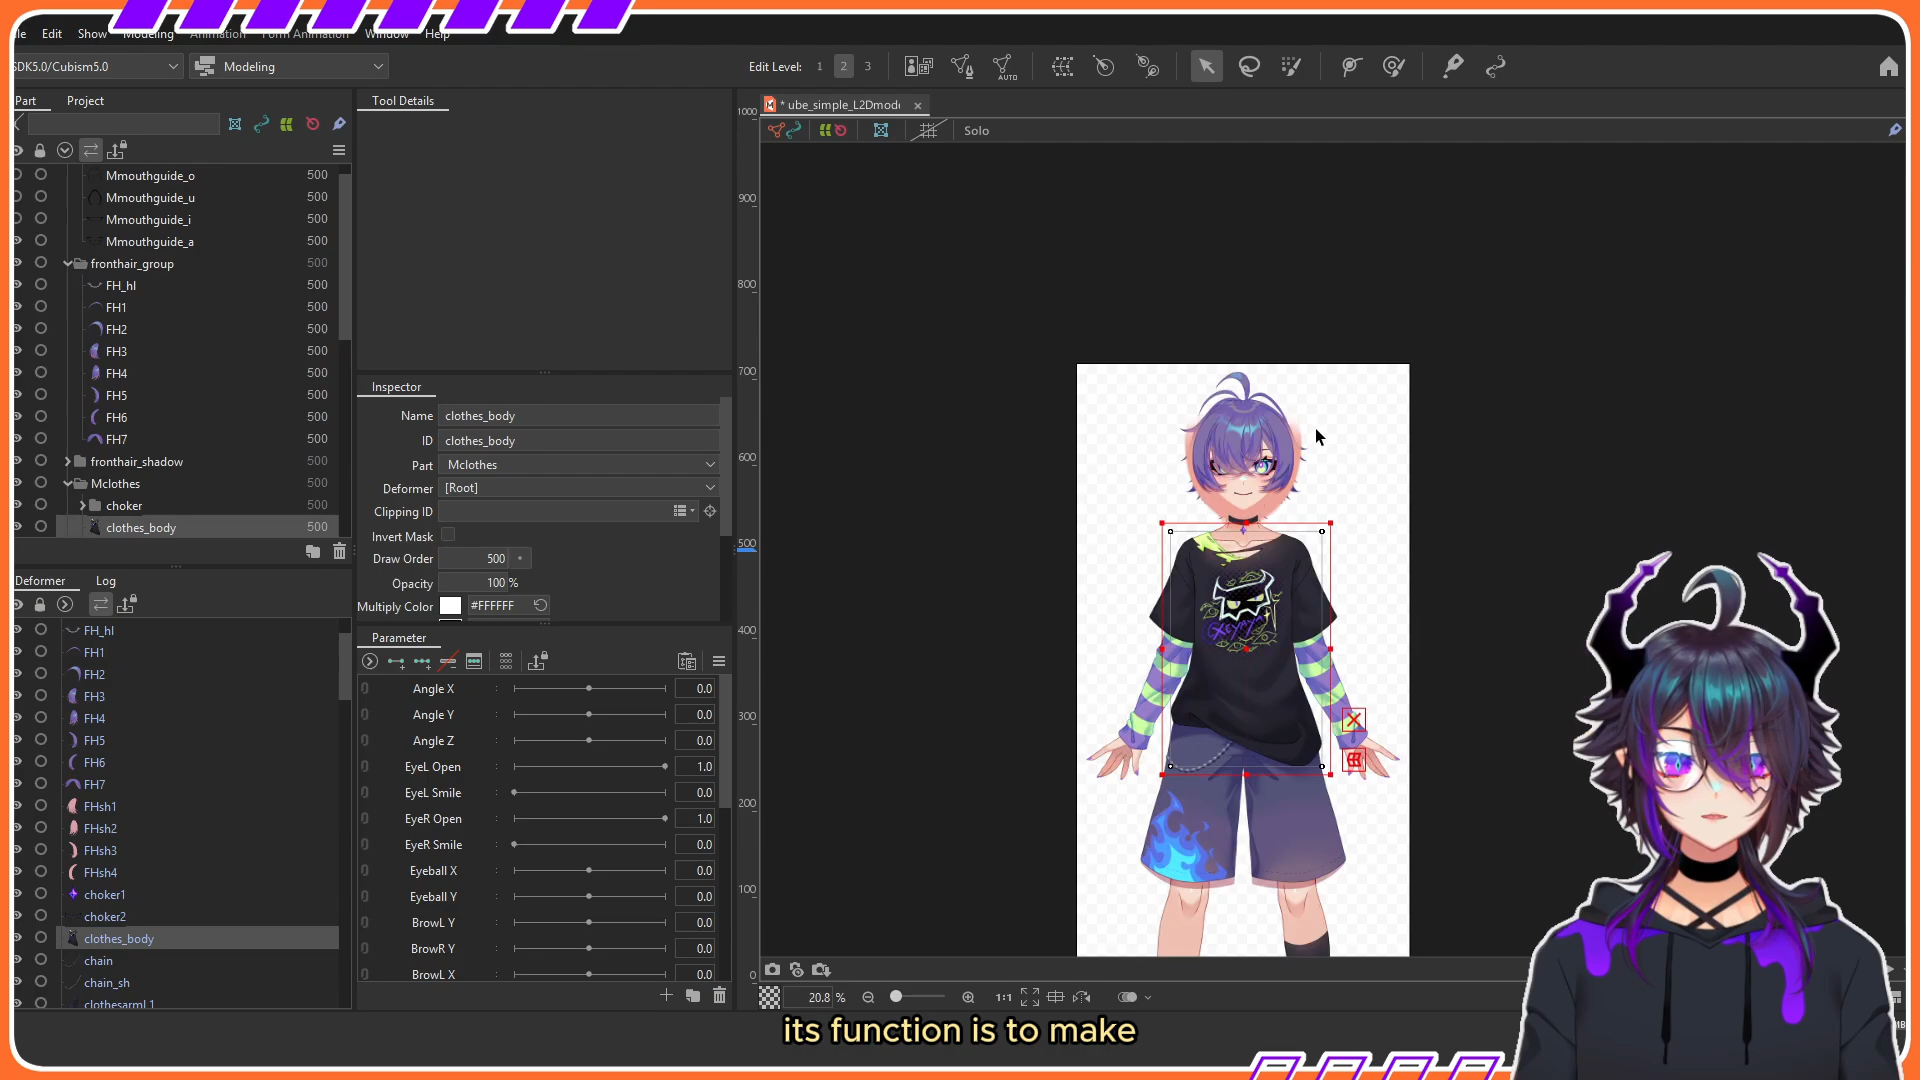 le Edit Show Modeling Animation Form Animation Window Help
SDK5.0/Cubism5.0 Modeling Edit Level: 1 2 3 AUTO
Part Project
Mmouthguide_o 500
Mmouthguide_u 500
Mmouthguide_i 500
Mmouthguide_a 500
fronthair_group 500
FH_hl 500
FH1 500
FH2 500
FH3 500
FH4 500
FH5 500
FH6 500
FH7 500
fronthair_shadow 500
Mclothes 500
choker 500
clothes_body 500
Deformer Log
FH_hl
FH1
FH2
FH3
FH4
FH5
FH6
FH7
FHsh1
FHsh2
FHsh3
FHsh4
choker1
choker2
clothes_body
chain
chain_sh
clothesarmL1
Tool Details
Inspector
Name clothes_body
ID clothes_body
Part Mclothes
Deformer [Root]
Clipping ID
Invert Mask
Draw Order 500
Opacity 100 %
Multiply Color #FFFFFF
Parameter
Angle X : 0.0
Angle Y : 0.0
Angle Z : 0.0
EyeL Open : 1.0
EyeL Smile : 0.0
EyeR Open : 1.0
EyeR Smile : 0.0
Eyeball X : 0.0
Eyeball Y : 0.0
BrowL Y : 0.0
BrowR Y : 0.0
BrowL X : 0.0
* ube_simple_L2Dmode
Solo
1000
900
800
700
600
500
400
300
200
100
0
20.8 % 1:1
its function is to make